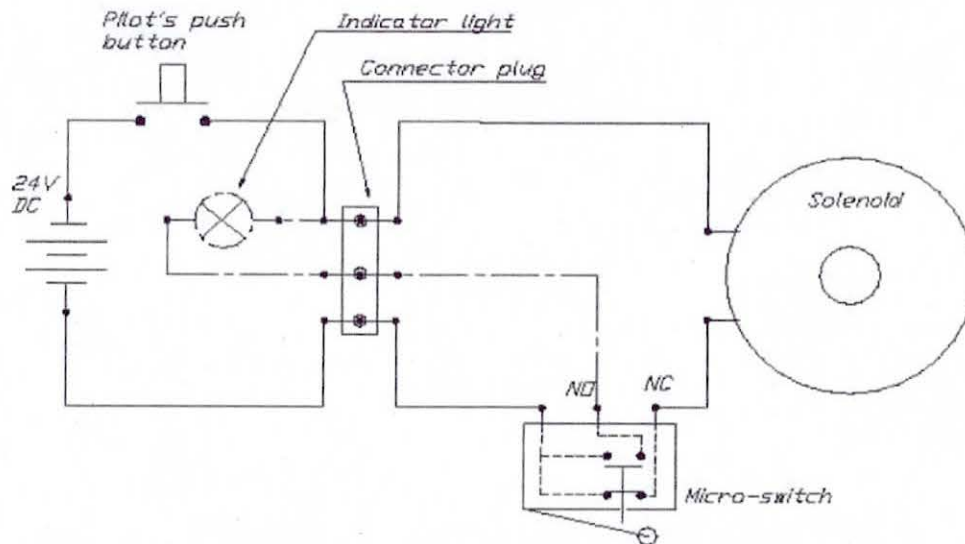 Pilot's push
button
Indicator light
Connector plug
24V
DC
Solenoid
NO
NC
Micro-switch